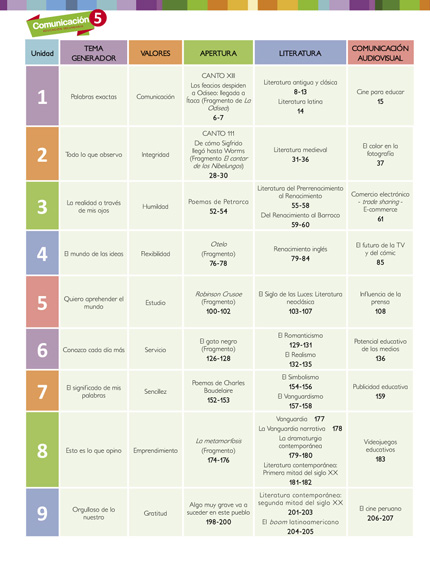 Comunicación 5
Unidad
TEMA
GENERADOR
VALORES
APERTURA
LITERATURA
COMUNICACIÓN
AUDIOVISUAL
1
Palabras exactas
Comunicación
CANTO XIII
Los feacios despiden
a Odiseo: llegada a
Ítaca (Fragmento de La
Odisea)
6-7
Literatura antigua y clásica
8-13
Literatura latina
14
Cine para educar
15
2
Todo lo que observo
Integridad
CANTO 111
De cómo Sigfrido
llegó hasta Worms
(Fragmento El cantar
de los Nibelungos)
28-30
Literatura medieval
31-36
El color en la
fotografía
37
3
La realidad a través
de mis ojos
Humildad
Poemas de Petrarca
52-54
Literatura del Prerrenacimiento
al Renacimiento
55-58
Del Renacimiento al Barroco
59-60
Comercio electrónico
- trade sharing -
E-commerce
61
4
El mundo de las ideas
Flexibilidad
Otelo
(Fragmento)
76-78
Renacimiento inglés
79-84
El futuro de la TV
y del cómic
85
5
Quiero aprehender el
mundo
Estudio
Robinson Crusoe
(Fragmento)
100-102
El Siglo de las Luces: Literatura
neoclásica
103-107
Influencia de la
prensa
108
6
Conozco cada día más
Servicio
El gato negro
(Fragmento)
126-128
El Romanticismo
129-131
El Realismo
132-135
Potencial educativo
de los medios
136
7
El significado de mis
palabras
Sencillez
Poemas de Charles
Baudelaire
152-153
El Simbolismo
154-156
El Vanguardismo
157-158
Publicidad educativa
159
8
Esto es lo que opino
Emprendimiento
La metamorfosis
(Fragmento)
174-176
Vanguardia 177
La Vanguardia narrativa 178
La dramaturgia
contemporánea
179-180
Literatura contemporánea:
Primera mitad del siglo XX
181-182
Videojuegos
educativos
183
9
Orgulloso de lo
nuestro
Gratitud
Algo muy grave va a
suceder en este pueblo
198-200
Literatura contemporánea:
segunda mitad del siglo XX
201-203
El boom latinoamericano
204-205
El cine peruano
206-207